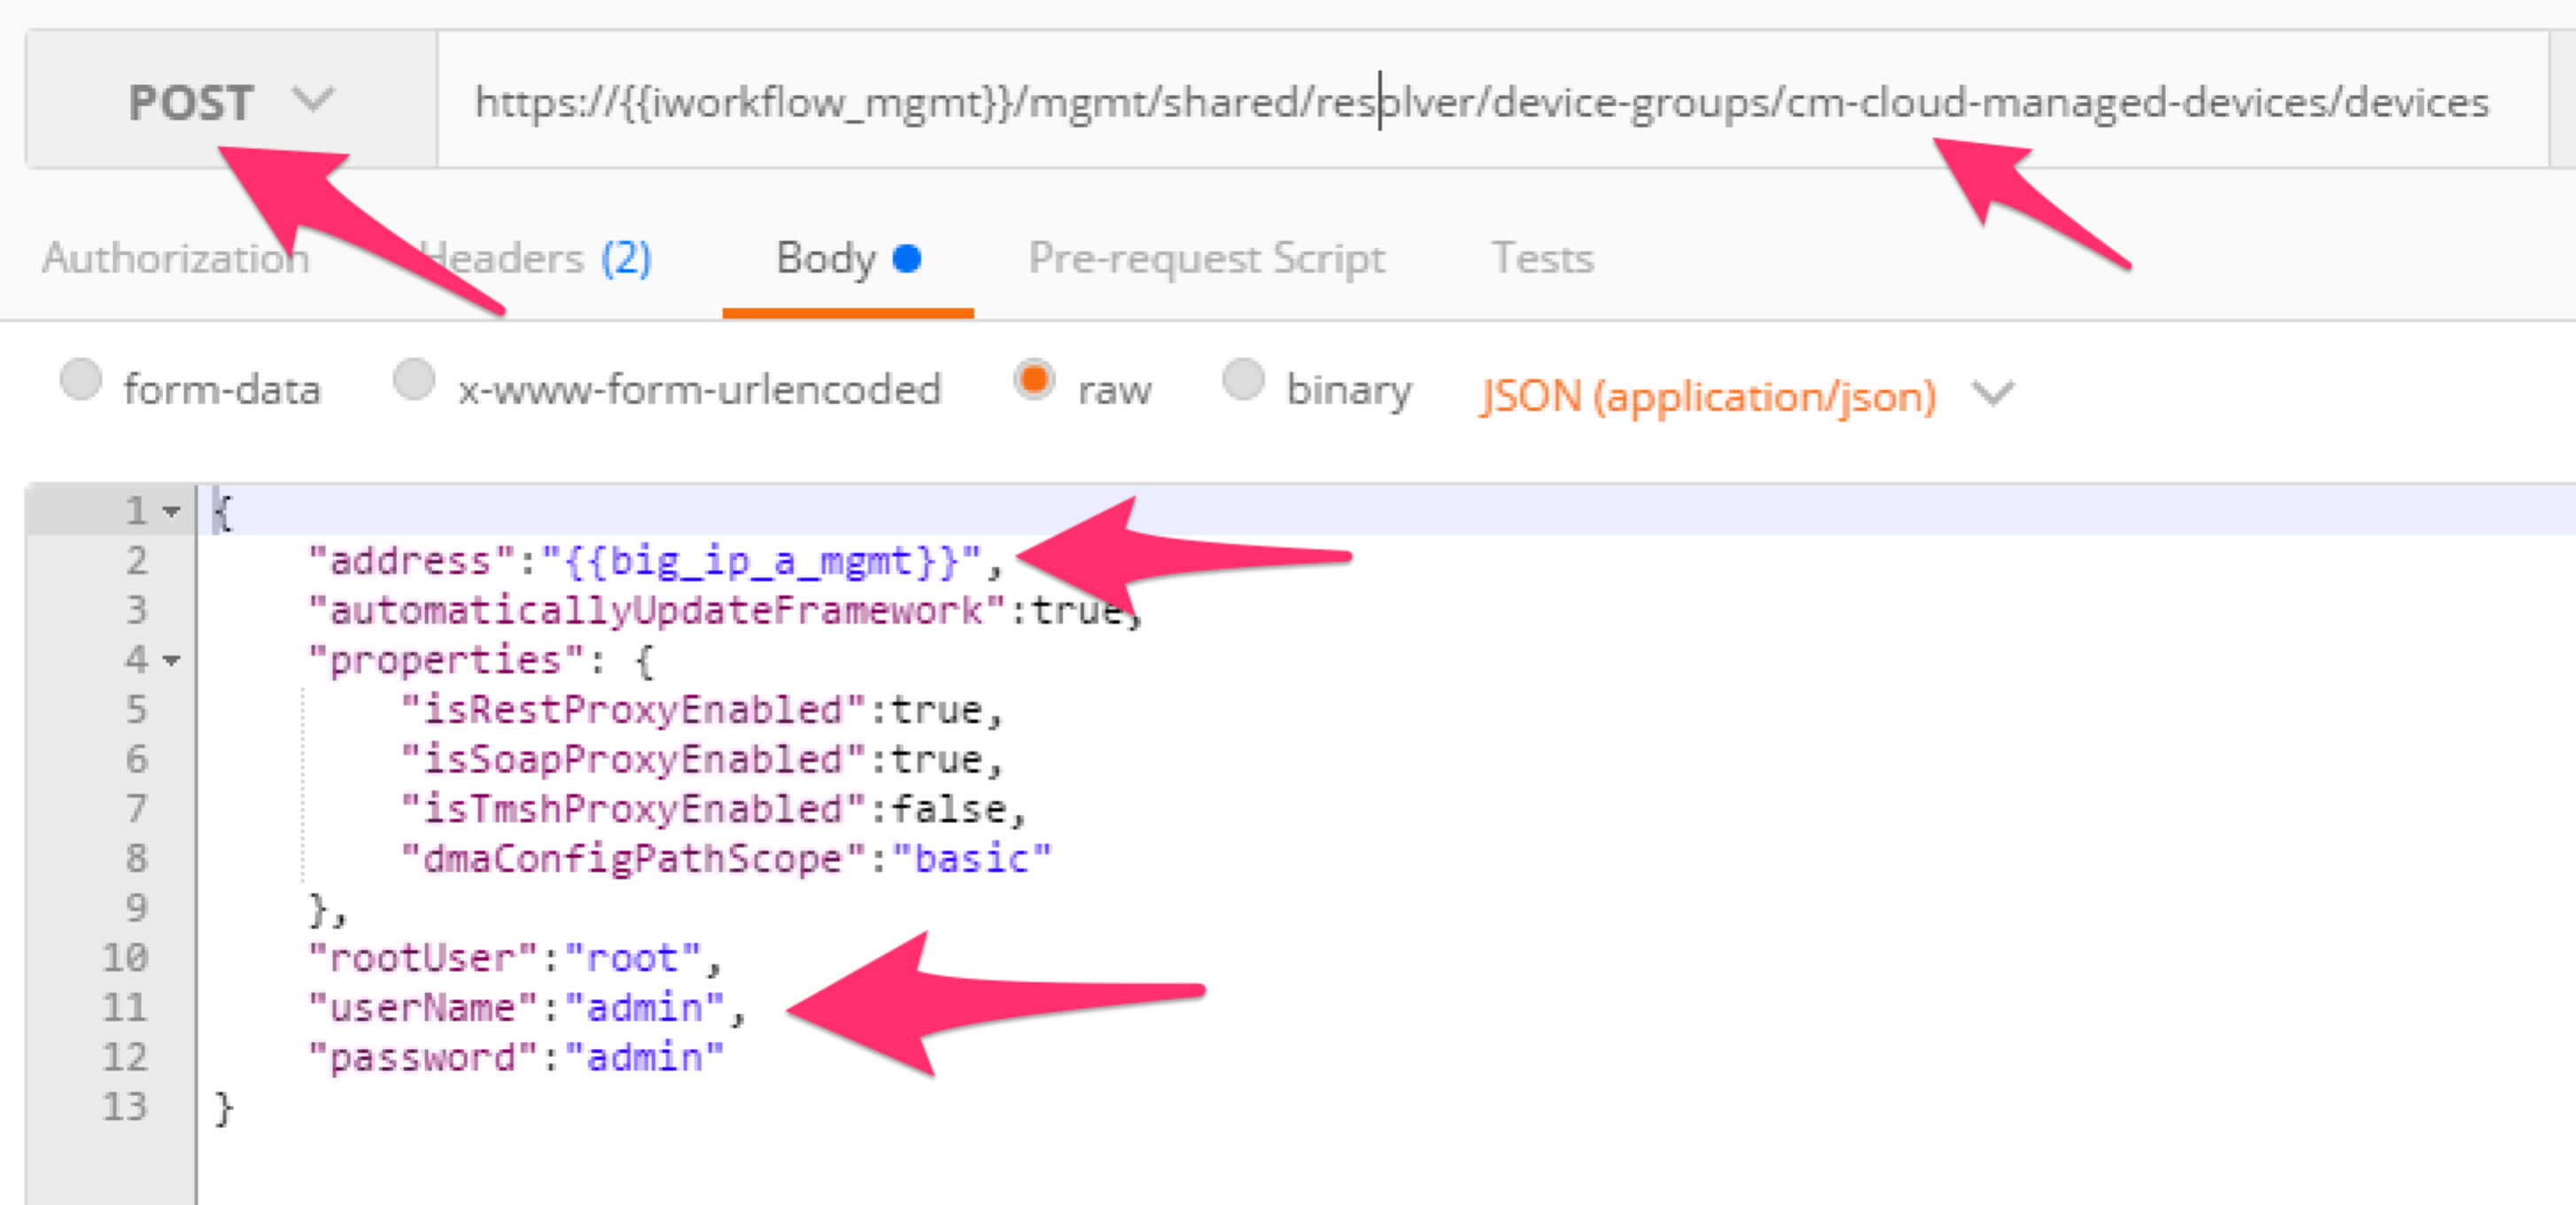 POST https://{{iworkflow_mgmt}}/mgmt/shared/resolver/device-groups/cm-cloud-managed-devices/devices
Authorization Headers (2) Body Pre-request Script Tests
form-data x-www-form-urlencoded raw binary JSON (application/json)
1 {
2 "address":"{{big_ip_a_mgmt}}",
3 "automaticallyUpdateFramework":true,
4 "properties": {
5 "isRestProxyEnabled":true,
6 "isSoapProxyEnabled":true,
7 "isTmshProxyEnabled":false,
8 "dmaConfigPathScope":"basic"
9 },
10 "rootUser":"root",
11 "userName":"admin",
12 "password":"admin"
13 }